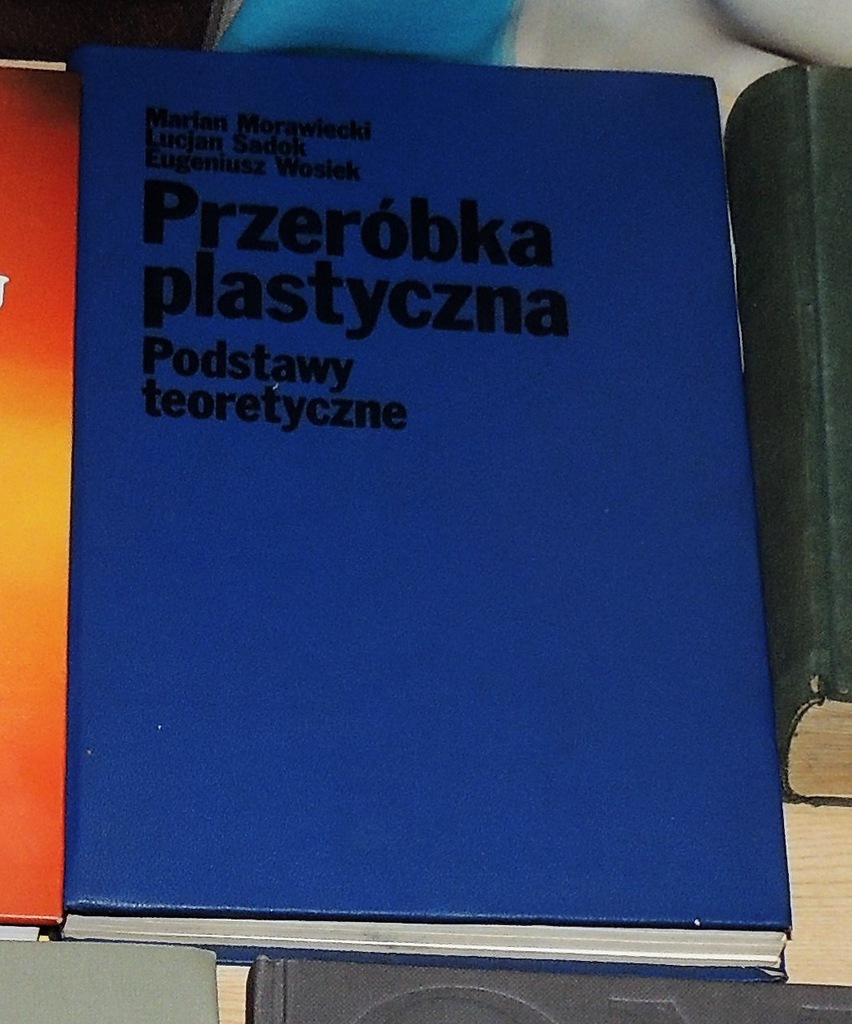 Marian Morawiecki
Lucjan Sadok
Eugeniusz Wosiek
Przeróbka
plastyczna
Podstawy
teoretyczne